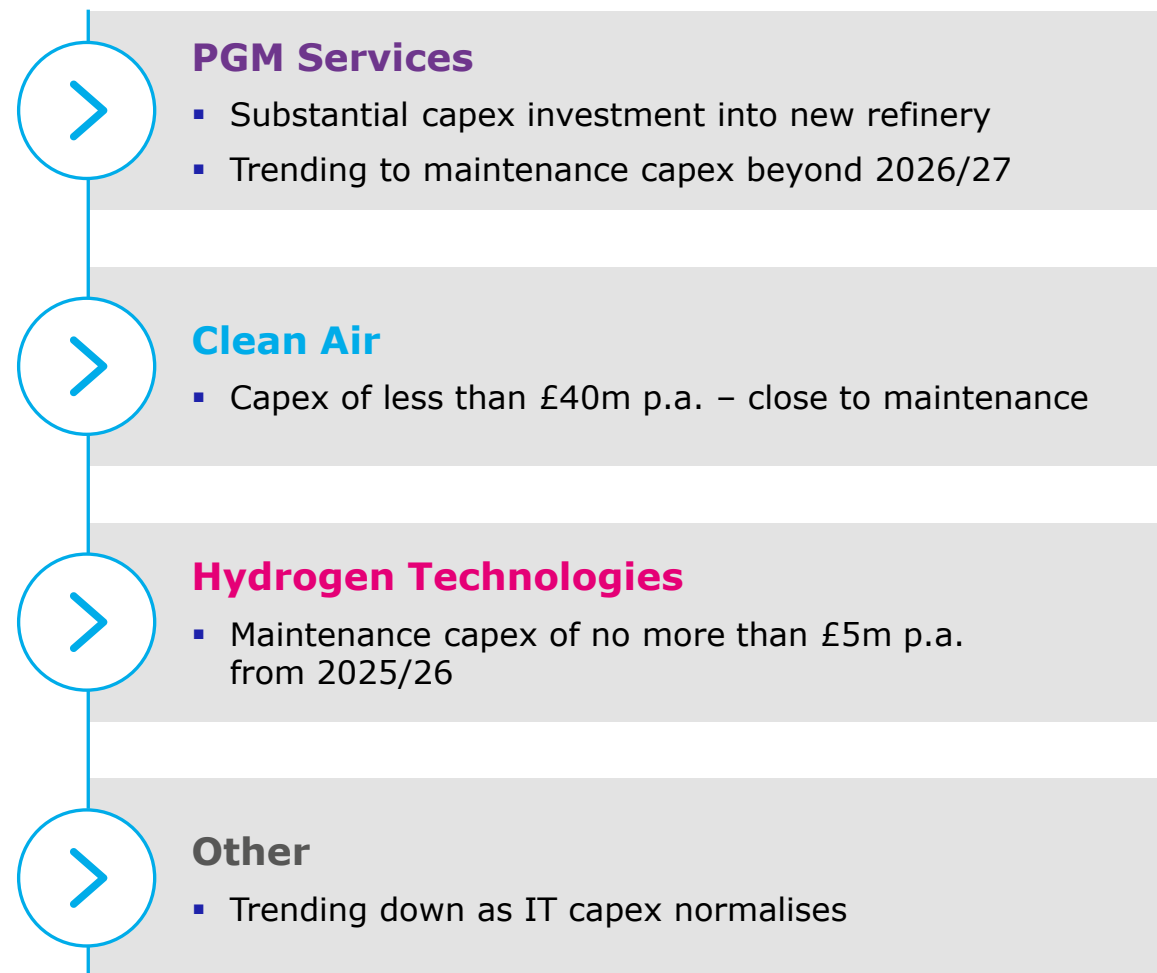 PGM Services
▪ Substantial capex investment into new refinery
▪ Trending to maintenance capex beyond 2026/27
Clean Air
▪ Capex of less than £40m p.a. – close to maintenance
Hydrogen Technologies
▪ Maintenance capex of no more than £5m p.a.
from 2025/26
Other
▪ Trending down as IT capex normalises